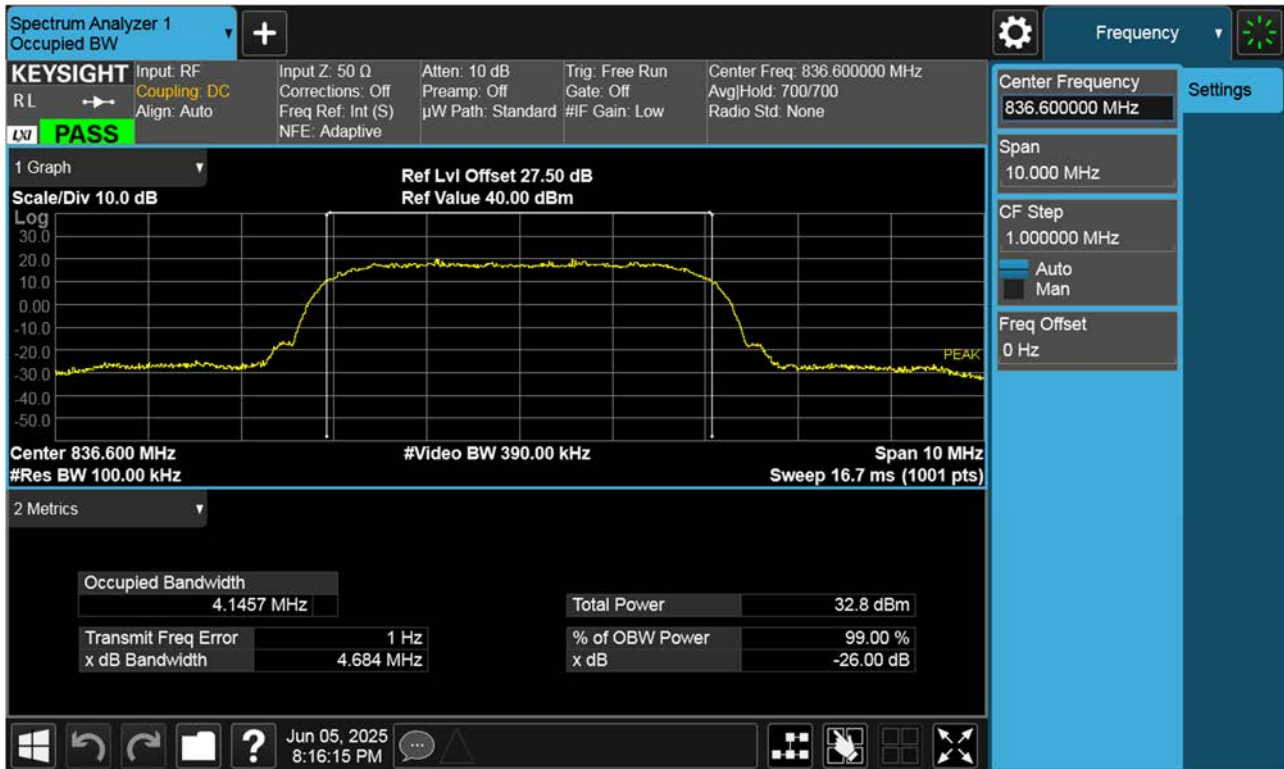 Spectrum Analyzer 1
Occupied BW
+
Frequency
KEYSIGHT
RL
LXI PASS
Input: RF
Coupling: DC
Align: Auto
Input Z: 50 Ω
Corrections: Off
Freq Ref: Int (S)
NFE: Adaptive
Atten: 10 dB
Preamp: Off
µW Path: Standard
Trig: Free Run
Gate: Off
#IF Gain: Low
Center Freq: 836.600000 MHz
Avg|Hold: 700/700
Radio Std: None
Center Frequency
836.600000 MHz
Settings
Span
10.000 MHz
CF Step
1.000000 MHz
Auto
Man
Freq Offset
0 Hz
1 Graph
Scale/Div 10.0 dB
Ref Lvl Offset 27.50 dB
Ref Value 40.00 dBm
Log
30.0
20.0
10.0
0.00
-10.0
-20.0
-30.0
-40.0
-50.0
PEAK
Center 836.600 MHz
#Video BW 390.00 kHz
Span 10 MHz
#Res BW 100.00 kHz
Sweep 16.7 ms (1001 pts)
2 Metrics
Occupied Bandwidth
4.1457 MHz
Total Power 32.8 dBm
Transmit Freq Error 1 Hz
% of OBW Power 99.00 %
x dB Bandwidth 4.684 MHz
x dB -26.00 dB
?
Jun 05, 2025
8:16:15 PM